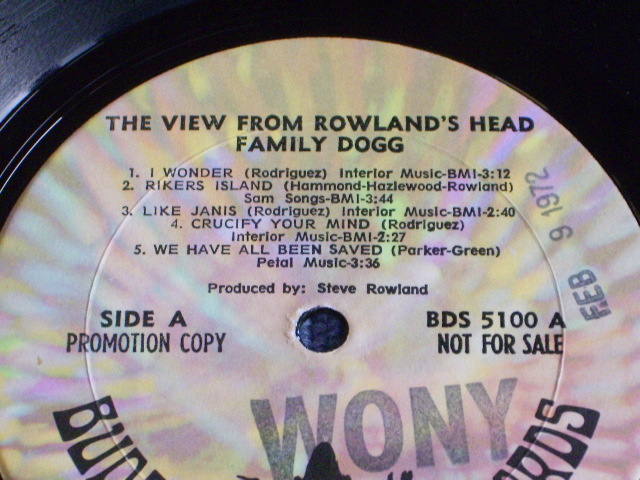 THE VIEW FROM ROWLAND'S HEAD
FAMILY DOGG
1. I WONDER (Rodriguez) Interior Music-BMI-3:12
2. RIKERS ISLAND (Hammond-Hazlewood-Rowland)
Sam Songs-BMI-3:44
3. LIKE JANIS (Rodriguez) Interior Music-BMI-2:40
4. CRUCIFY YOUR MIND (Rodriguez)
Interior Music-BMI-2:27
5. WE HAVE ALL BEEN SAVED (Parker-Green)
Petal Music-3:36
Produced by: Steve Rowland
SIDE A
PROMOTION COPY
BDS 5100 A
NOT FOR SALE
FEB 9 1972
WONY